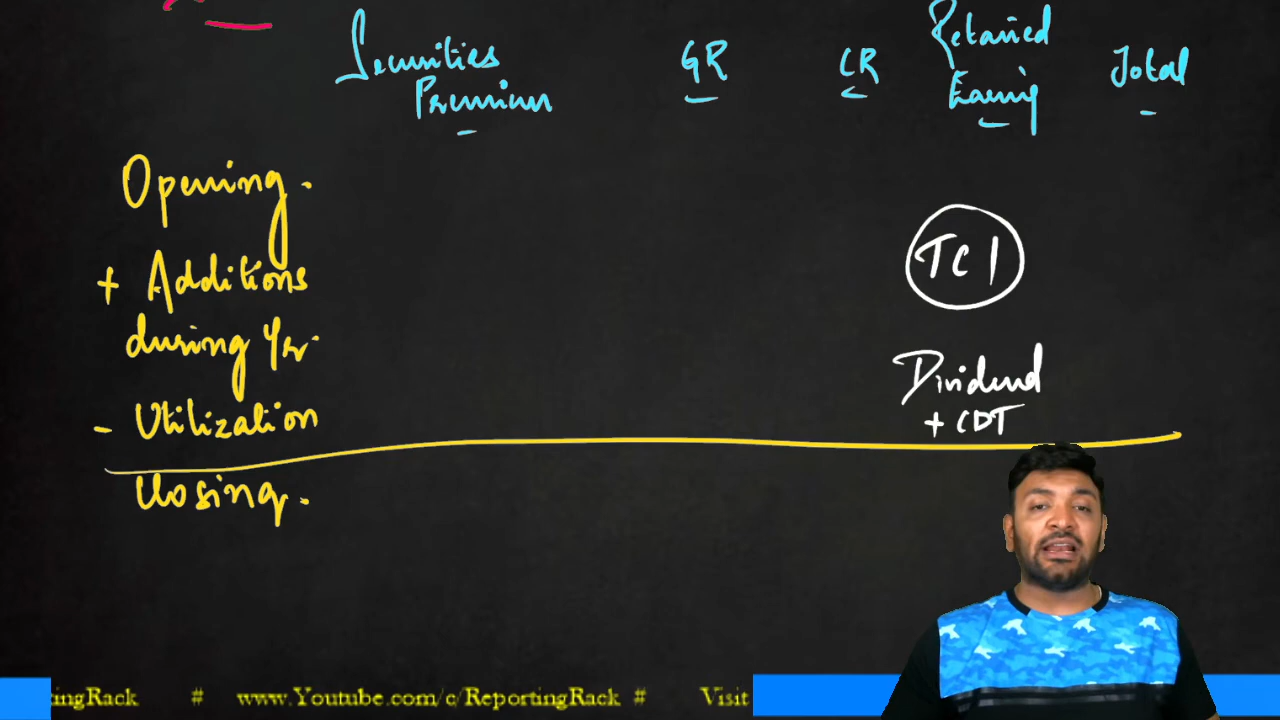 Securities
Premium
GR
CR
Retained
Earning
Total
Opening.
+ Additions
during Yr.
- Utilization
Closing.
TCI
Dividend
+ CDT
ingRack # www.Youtube.com/c/ReportingRack # Visit